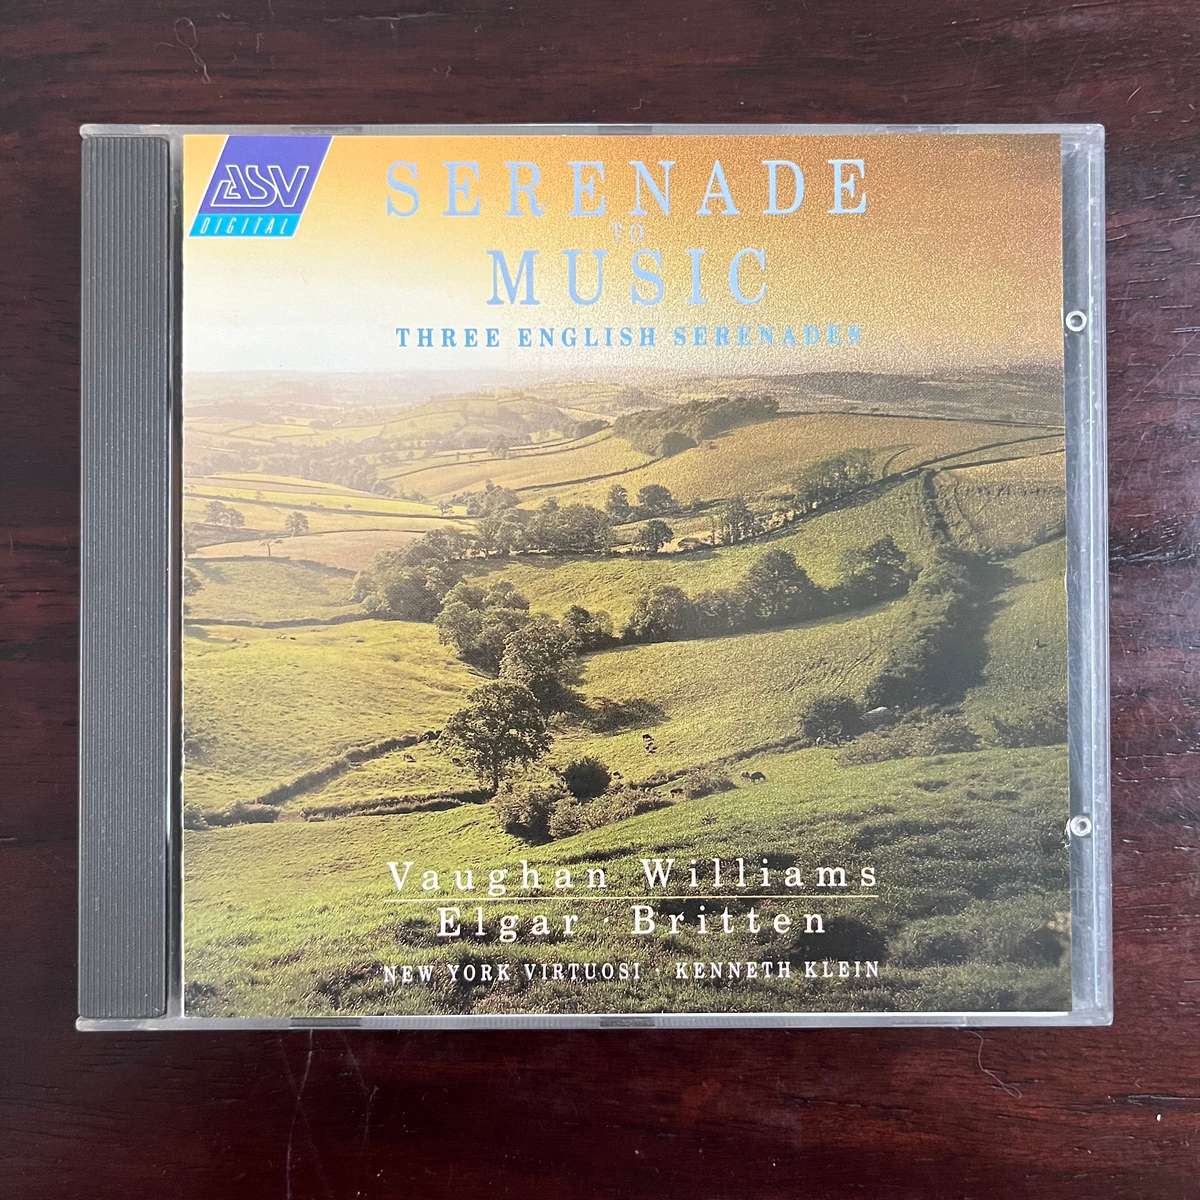 ASV
DIGITAL
SERENADE
TO
MUSIC
THREE ENGLISH SERENADES
Vaughan Williams
Elgar · Britten
NEW YORK VIRTUOSI · KENNETH KLEIN